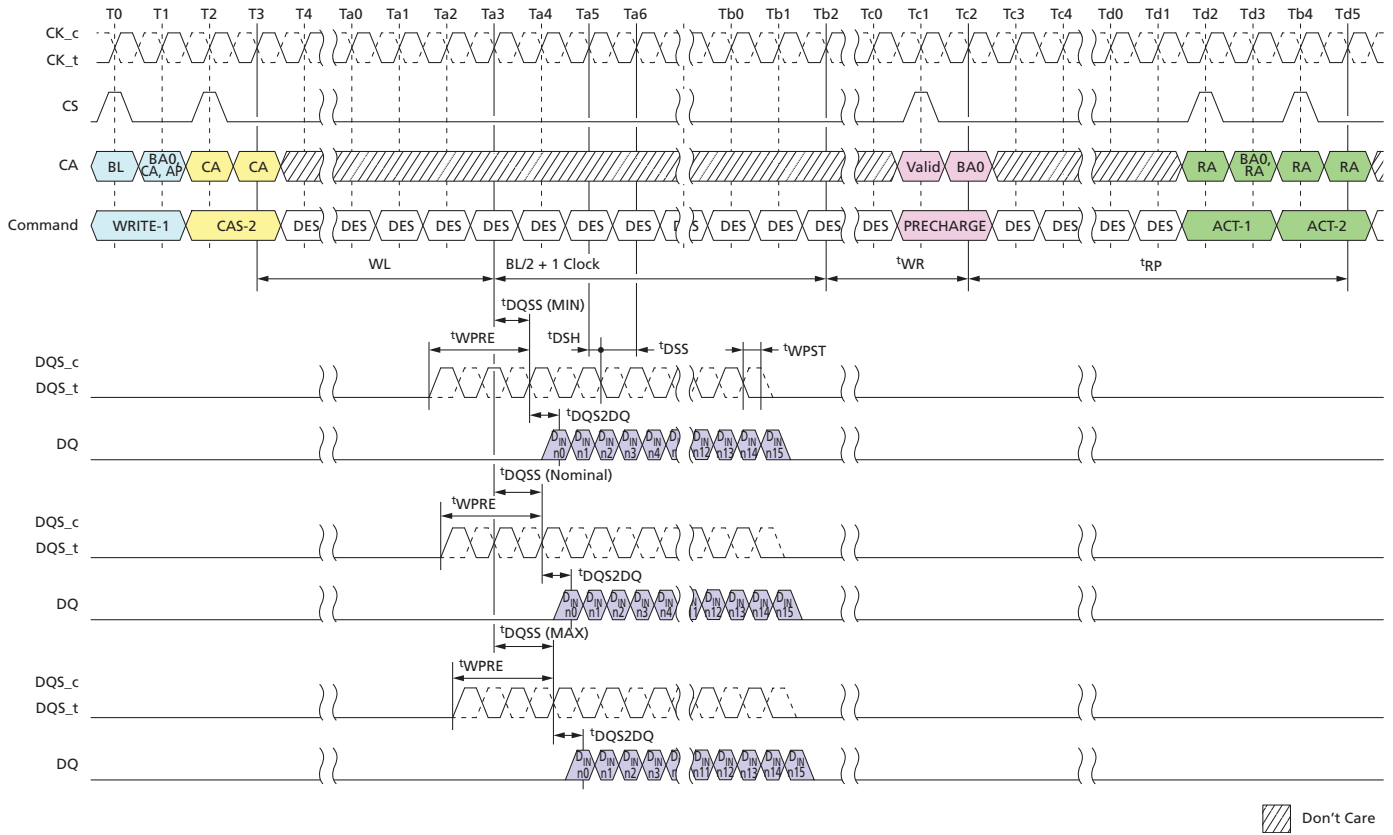 T0 T1 T2 T3 T4 Ta0 Ta1 Ta2 Ta3 Ta4 Ta5 Ta6 Tb0 Tb1 Tb2 Tc0 Tc1 Tc2 Tc3 Tc4 Td0 Td1 Td2 Td3 Tb4 Td5
CK_c
CK_t
CS
CA BL BA0, CA, AP CA CA Valid BA0 RA BA0, RA RA RA
Command WRITE-1 CAS-2 DES DES DES DES DES DES DES DES DES DES DES DES PRECHARGE DES DES DES DES ACT-1 ACT-2
WL BL/2 + 1 Clock tWR tRP
tDQSS (MIN)
tWPRE tDSH tDSS tWPST
DQS_c
DQS_t
tDQS2DQ
DQ DIN n0 DIN n1 DIN n2 DIN n3 DIN n4 DIN n12 DIN n13 DIN n14 DIN n15
tDQSS (Nominal)
tWPRE
DQS_c
DQS_t
tDQS2DQ
DQ DIN n0 DIN n1 DIN n2 DIN n3 DIN n4 DIN n12 DIN n13 DIN n14 DIN n15
tDQSS (MAX)
tWPRE
DQS_c
DQS_t
tDQS2DQ
DQ DIN n0 DIN n1 DIN n2 DIN n3 DIN n11 DIN n12 DIN n13 DIN n14 DIN n15
Don't Care